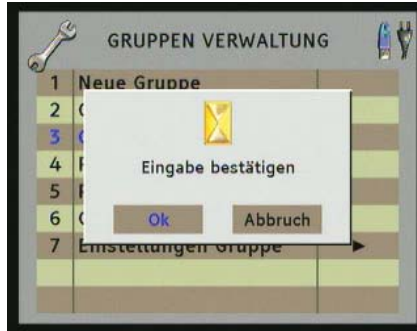 GRUPPEN VERWALTUNG
1 Neue Gruppe
2
3
4
5
6
7 Einstellungen Gruppe
Eingabe bestätigen
Ok Abbruch